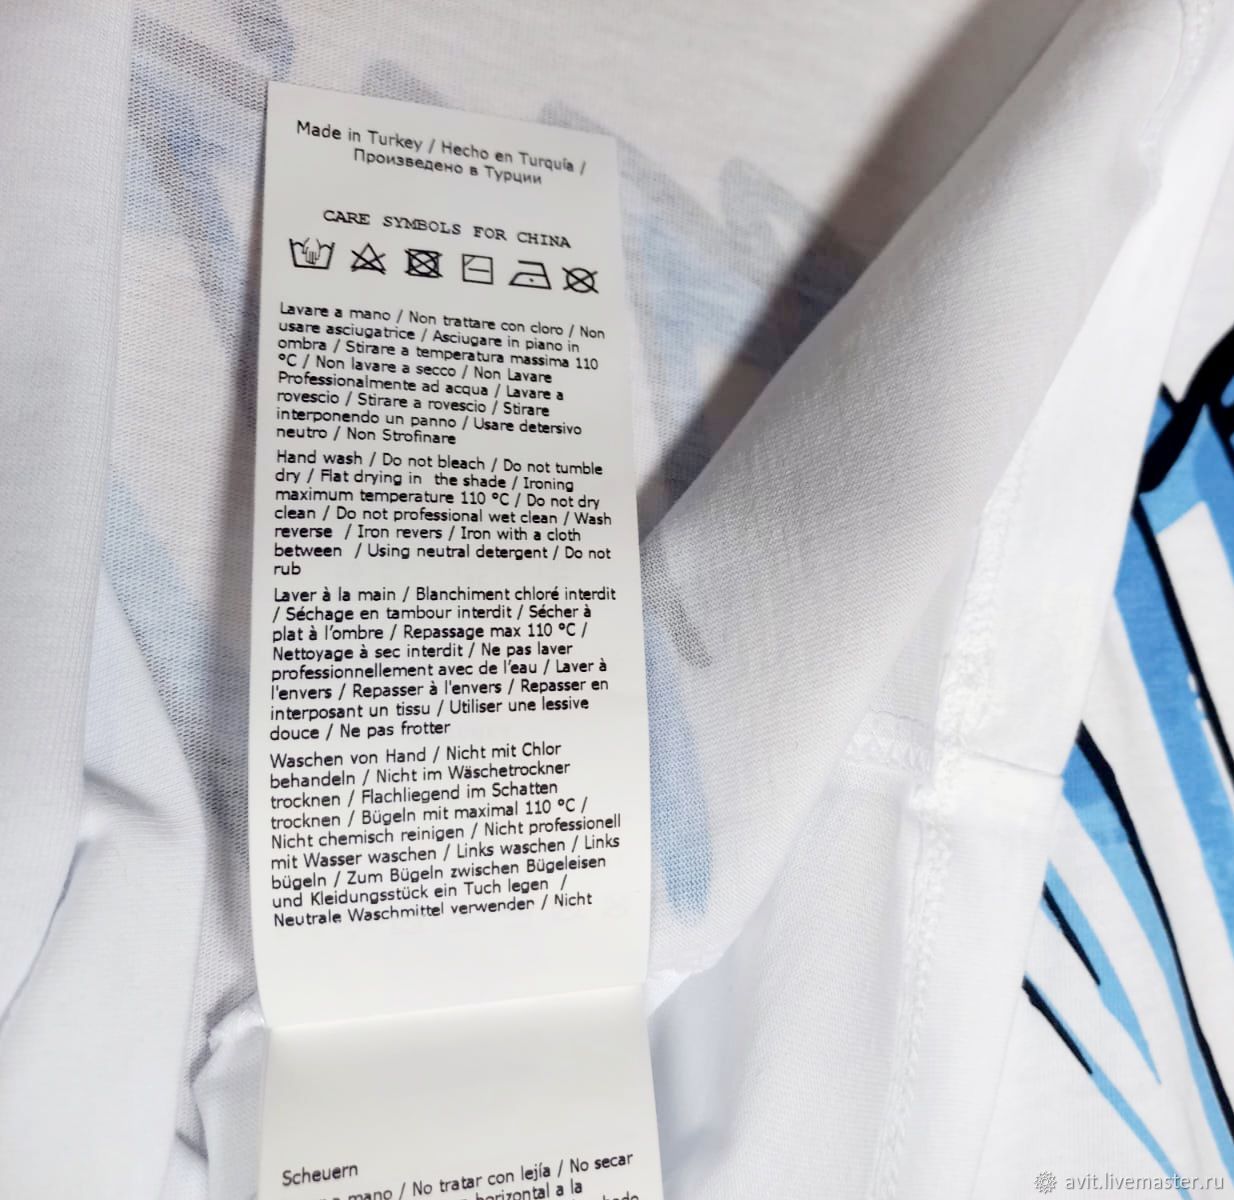 Made in Turkey / Hecho en Turquía /
Произведено в Турции
CARE SYMBOLS FOR CHINA
Lavare a mano / Non trattare con cloro / Non
usare asciugatrice / Asciugare in piano in
ombra / Stirare a temperatura massima 110
°C / Non lavare a secco / Non Lavare
Professionalmente ad acqua / Lavare a
rovescio / Stirare a rovescio / Stirare
interponendo un panno / Usare detersivo
neutro / Non Strofinare
Hand wash / Do not bleach / Do not tumble
dry / Flat drying in the shade / Ironing
maximum temperature 110 °C / Do not dry
clean / Do not professional wet clean / Wash
reverse / Iron revers / Iron with a cloth
between / Using neutral detergent / Do not
rub
Laver à la main / Blanchiment chloré interdit
/ Séchage en tambour interdit / Sécher à
plat à l'ombre / Repassage max 110 °C /
Nettoyage à sec interdit / Ne pas laver
professionnellement avec de l'eau / Laver à
l'envers / Repasser à l'envers / Repasser en
interposant un tissu / Utiliser une lessive
douce / Ne pas frotter
Waschen von Hand / Nicht mit Chlor
behandeln / Nicht im Wäschetrockner
trocknen / Flachliegend im Schatten
trocknen / Bügeln mit maximal 110 °C /
Nicht chemisch reinigen / Nicht professionell
mit Wasser waschen / Links waschen / Links
bügeln / Zum Bügeln zwischen Bügeleisen
und Kleidungsstück ein Tuch legen /
Neutrale Waschmittel verwender / Nicht
Scheuern
mano / No tratar con lejía / No secar
horizontal a la
avit.livemaster.ru